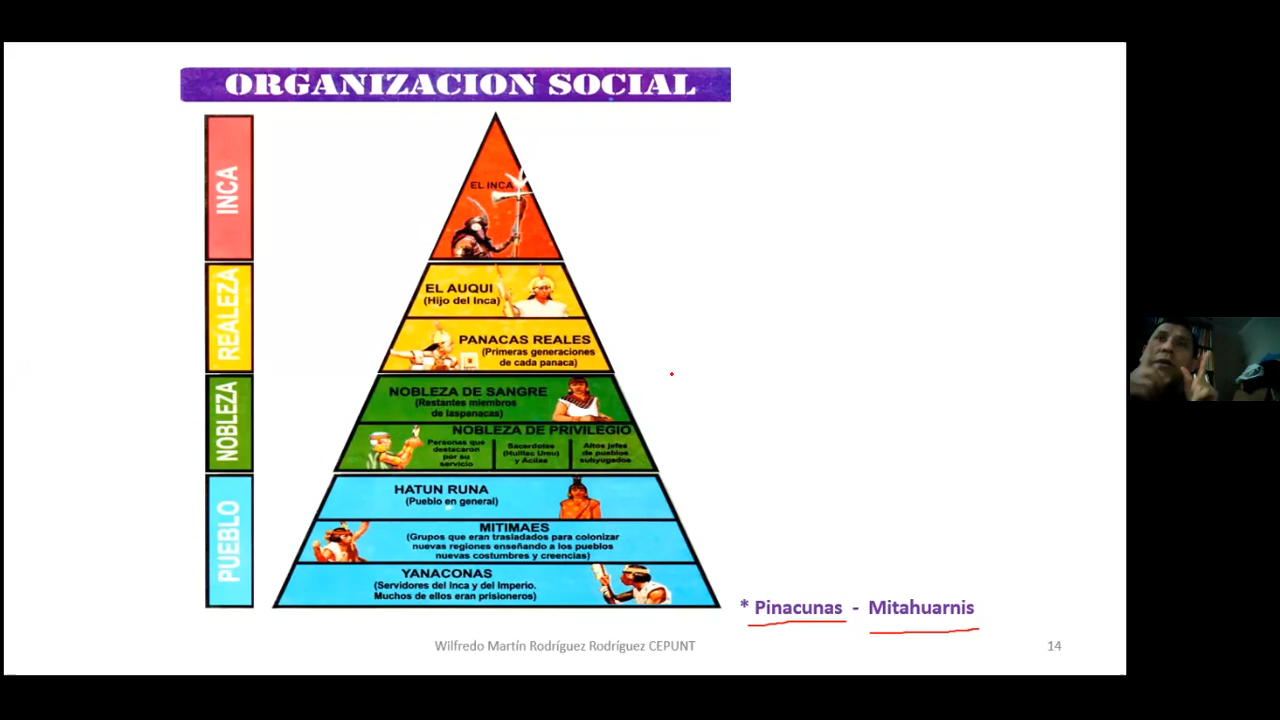 ORGANIZACION SOCIAL
INCA
EL INCA
REALEZA
EL AUQUI
(Hijo del Inca)
PANACAS REALES
(Primeras generaciones
de cada panaca)
NOBLEZA
NOBLEZA DE SANGRE
(Restantes miembros
de laspanacas)
NOBLEZA DE PRIVILEGIO
Personas que
destacaron
por su
servicio
Sacerdotes
(Huillac Umu)
y Acllas
Altos jefes
de pueblos
subyugados
PUEBLO
HATUN RUNA
(Pueblo en general)
MITIMAES
(Grupos que eran trasladados para colonizar
nuevas regiones enseñando a los pueblos
nuevas costumbres y creencias)
YANACONAS
(Servidores del Inca y del Imperio.
Muchos de ellos eran prisioneros)
* Pinacunas - Mitahuarnis
Wilfredo Martín Rodríguez Rodríguez CEPUNT
14